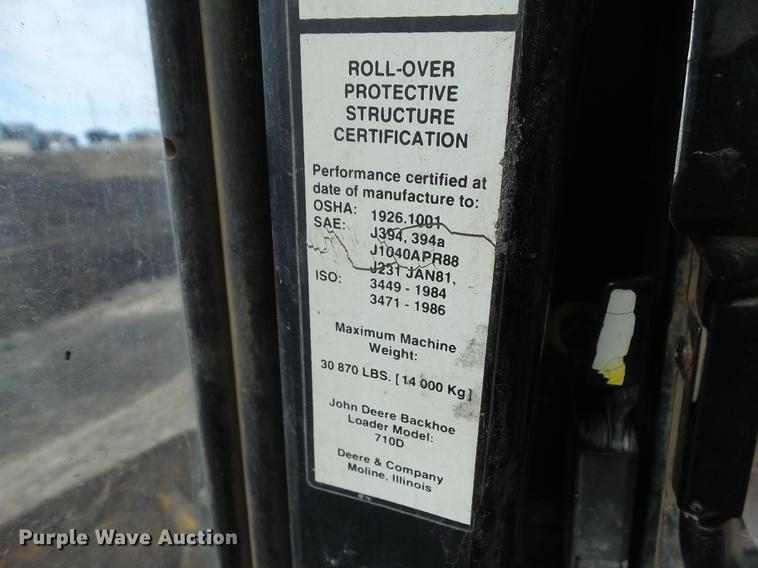 ROLL-OVER
PROTECTIVE
STRUCTURE
CERTIFICATION
Performance certified at
date of manufacture to:
OSHA: 1926.1001
SAE: J394, 394a
J1040APR88
J231 JAN81,
ISO: 3449 - 1984
3471 - 1986
Maximum Machine
Weight:
30 870 LBS. [ 14 000 Kg ]
John Deere Backhoe
Loader Model:
710D
Deere & Company
Moline, Illinois
Purple Wave Auction